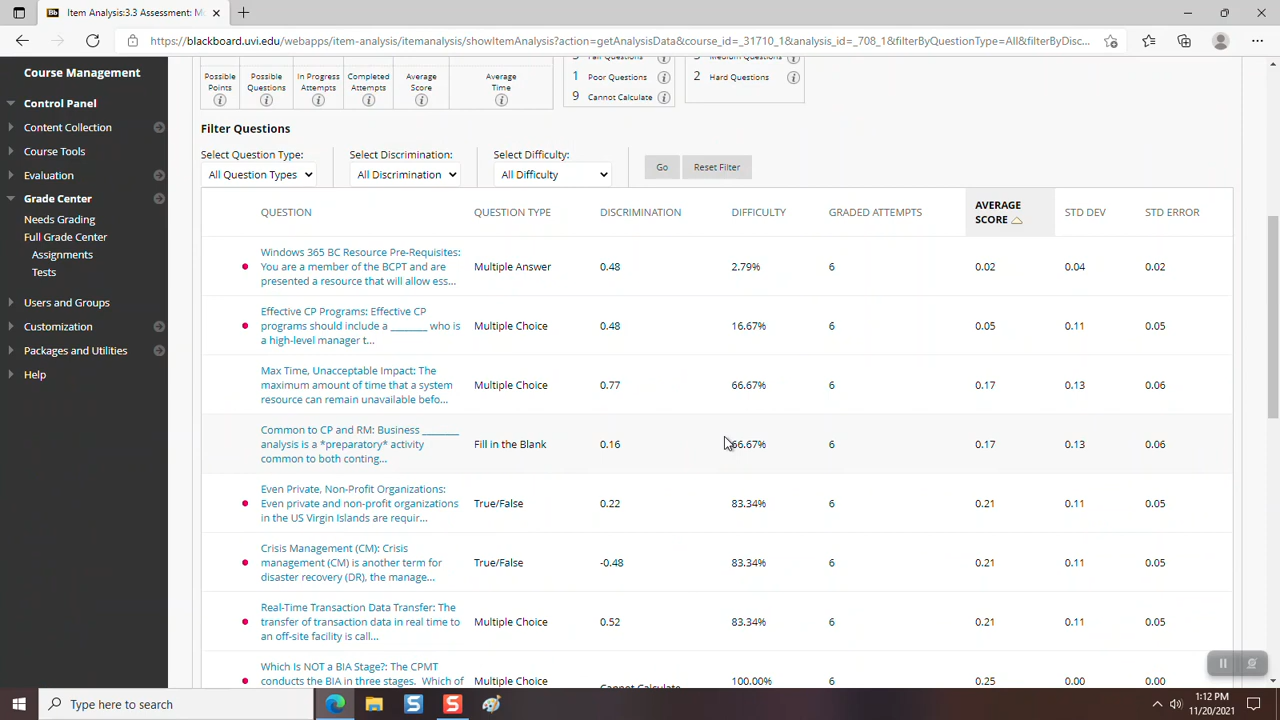 Item Analysis:3.3 Assessment: Mo
https://blackboard.uvi.edu/webapps/item-analysis/itemanalysis/showItemAnalysis?action=getAnalysisData&course_id=_31710_1&analysis_id=_708_1&filterByQuestionType=All&filterByDisc...
Course Management
Control Panel
Content Collection
Course Tools
Evaluation
Grade Center
Needs Grading
Full Grade Center
Assignments
Tests
Users and Groups
Customization
Packages and Utilities
Help
Possible Points
Possible Questions
In Progress Attempts
Completed Attempts
Average Score
Average Time
1 Poor Questions
9 Cannot Calculate
2 Hard Questions
Filter Questions
Select Question Type: Select Discrimination: Select Difficulty:
All Question Types All Discrimination All Difficulty Go Reset Filter
QUESTION QUESTION TYPE DISCRIMINATION DIFFICULTY GRADED ATTEMPTS AVERAGE SCORE STD DEV STD ERROR
Windows 365 BC Resource Pre-Requisites:
You are a member of the BCPT and are Multiple Answer 0.48 2.79% 6 0.02 0.04 0.02
presented a resource that will allow ess...
Effective CP Programs: Effective CP
programs should include a ________ who is Multiple Choice 0.48 16.67% 6 0.05 0.11 0.05
a high-level manager t...
Max Time, Unacceptable Impact: The
maximum amount of time that a system Multiple Choice 0.77 66.67% 6 0.17 0.13 0.06
resource can remain unavailable befo...
Common to CP and RM: Business ________
analysis is a *preparatory* activity Fill in the Blank 0.16 66.67% 6 0.17 0.13 0.06
common to both conting...
Even Private, Non-Profit Organizations:
Even private and non-profit organizations True/False 0.22 83.34% 6 0.21 0.11 0.05
in the US Virgin Islands are requir...
Crisis Management (CM): Crisis
management (CM) is another term for True/False -0.48 83.34% 6 0.21 0.11 0.05
disaster recovery (DR), the manage...
Real-Time Transaction Data Transfer: The
transfer of transaction data in real time to Multiple Choice 0.52 83.34% 6 0.21 0.11 0.05
an off-site facility is call...
Which Is NOT a BIA Stage?: The CPMT
conducts the BIA in three stages. Which of Multiple Choice Cannot Calculate 100.00% 6 0.25 0.00 0.00
Type here to search
1:12 PM
11/20/2021